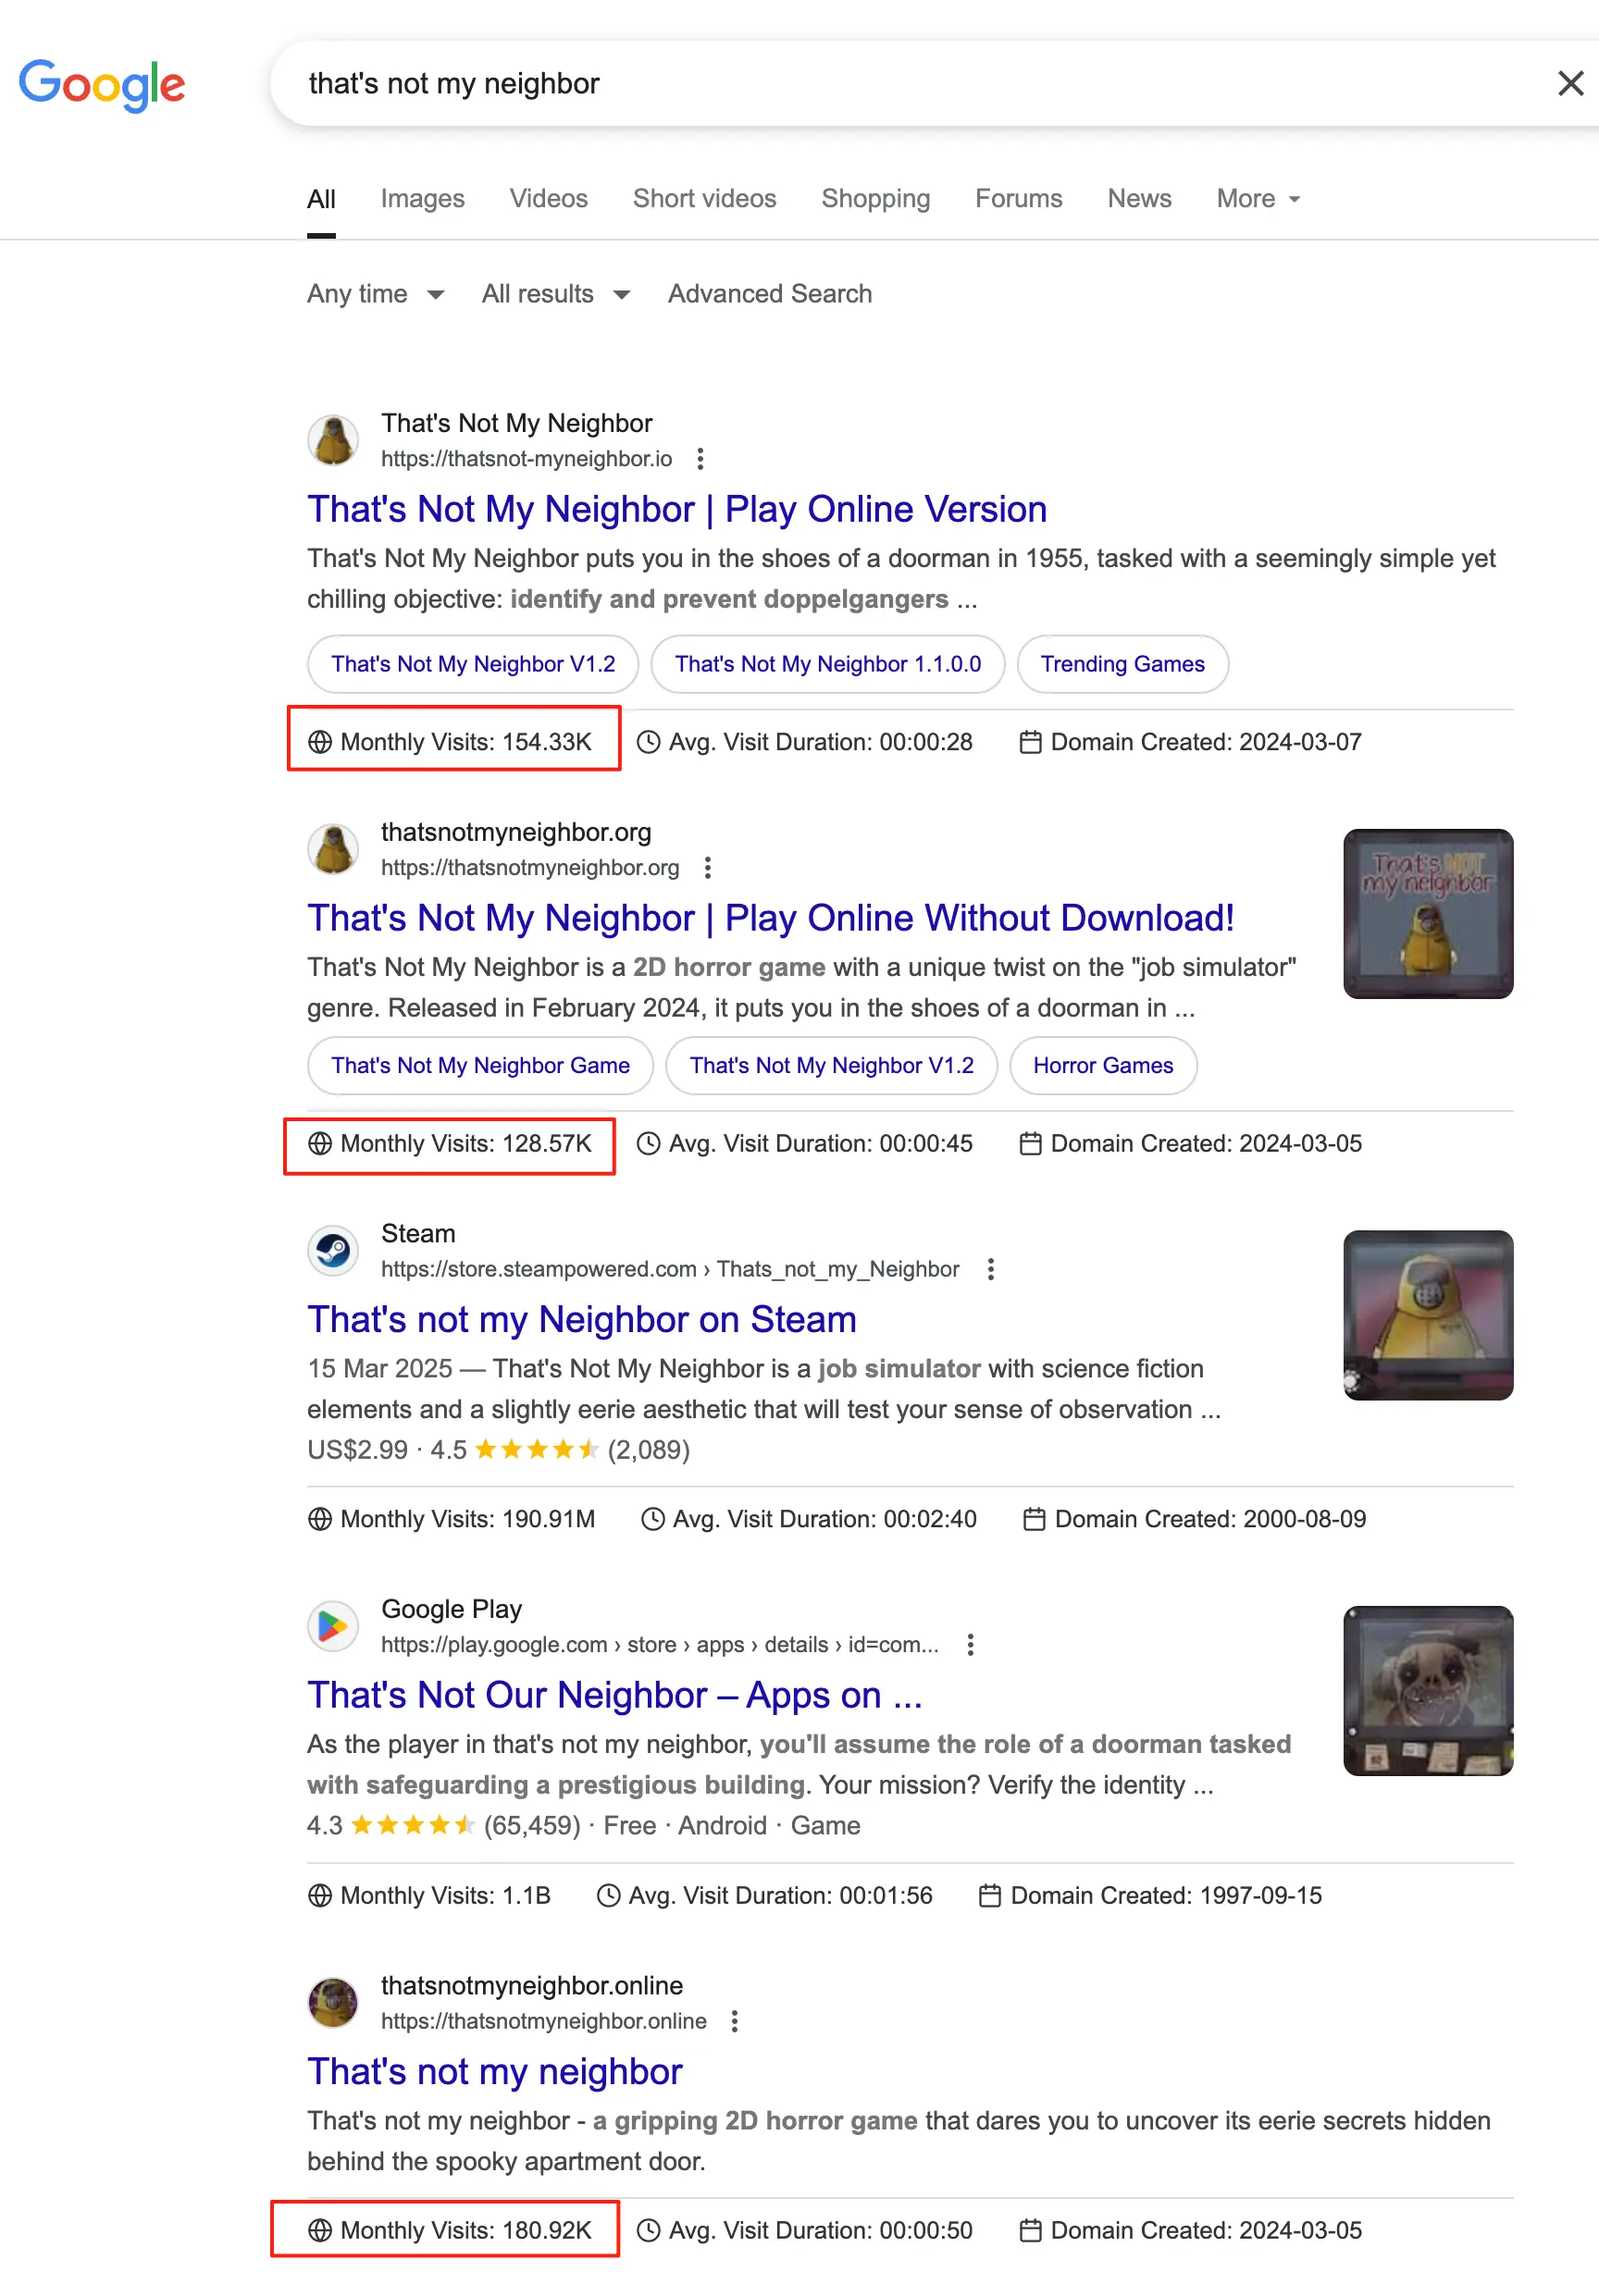 Google
that's not my neighbor
All Images Videos Short videos Shopping Forums News More
Any time All results Advanced Search
That's Not My Neighbor
https://thatsnot-myneighbor.io
That's Not My Neighbor | Play Online Version
That's Not My Neighbor puts you in the shoes of a doorman in 1955, tasked with a seemingly simple yet
chilling objective: identify and prevent doppelgangers ...
That's Not My Neighbor V1.2 That's Not My Neighbor 1.1.0.0 Trending Games
Monthly Visits: 154.33K Avg. Visit Duration: 00:00:28 Domain Created: 2024-03-07
thatsnotmyneighbor.org
https://thatsnotmyneighbor.org
That's Not My Neighbor | Play Online Without Download!
That's Not My Neighbor is a 2D horror game with a unique twist on the "job simulator"
genre. Released in February 2024, it puts you in the shoes of a doorman in ...
That's NOT
my neighbor
That's Not My Neighbor Game That's Not My Neighbor V1.2 Horror Games
Monthly Visits: 128.57K Avg. Visit Duration: 00:00:45 Domain Created: 2024-03-05
Steam
https://store.steampowered.com › Thats_not_my_Neighbor
That's not my Neighbor on Steam
15 Mar 2025 — That's Not My Neighbor is a job simulator with science fiction
elements and a slightly eerie aesthetic that will test your sense of observation ...
US$2.99 · 4.5 ★★★★ (2,089)
Monthly Visits: 190.91M Avg. Visit Duration: 00:02:40 Domain Created: 2000-08-09
Google Play
https://play.google.com › store › apps › details › id=com...
That's Not Our Neighbor – Apps on ...
As the player in that's not my neighbor, you'll assume the role of a doorman tasked
with safeguarding a prestigious building. Your mission? Verify the identity ...
4.3 ★★★★ (65,459) · Free · Android · Game
Monthly Visits: 1.1B Avg. Visit Duration: 00:01:56 Domain Created: 1997-09-15
thatsnotmyneighbor.online
https://thatsnotmyneighbor.online
That's not my neighbor
That's not my neighbor - a gripping 2D horror game that dares you to uncover its eerie secrets hidden
behind the spooky apartment door.
Monthly Visits: 180.92K Avg. Visit Duration: 00:00:50 Domain Created: 2024-03-05